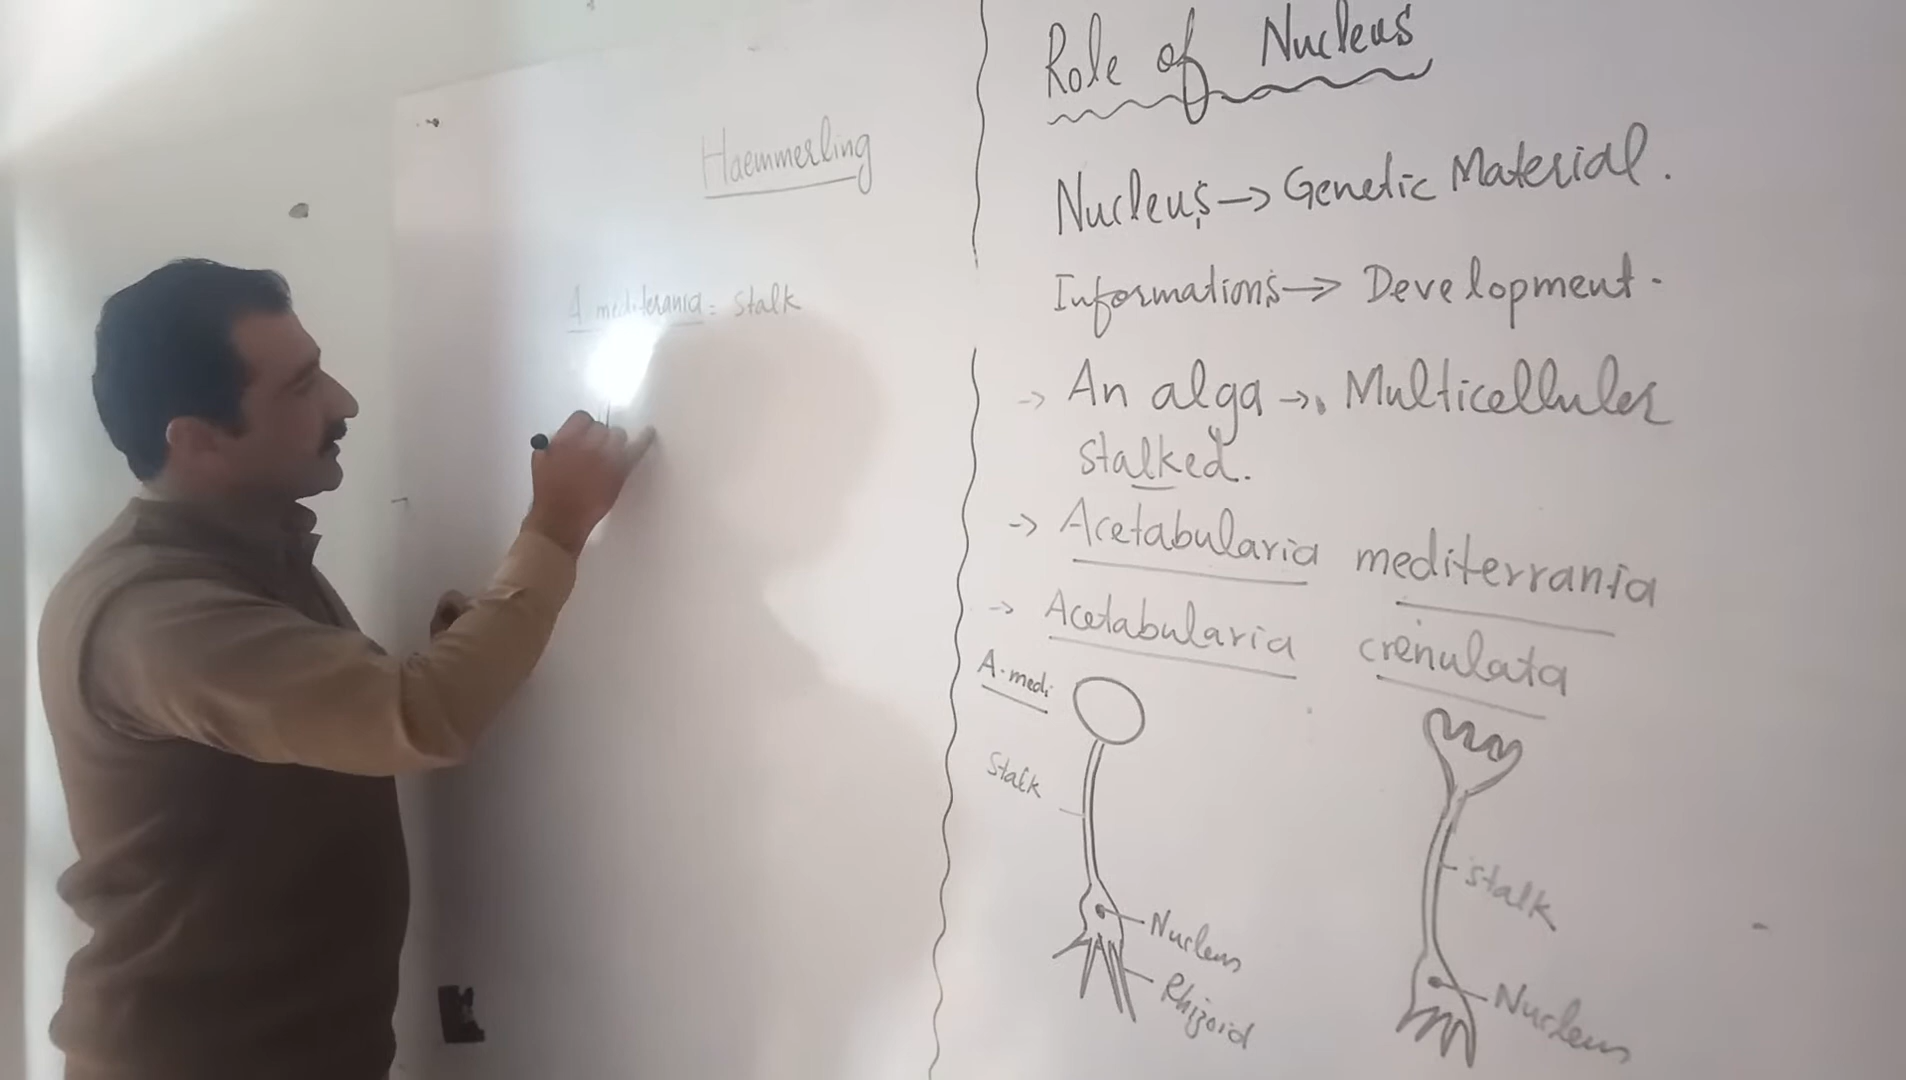 Haemmerling
A mediterania = stalk
Role of Nucleus
Nucleus → Genetic Material.
Informations → Development.
→ An alga → Multicellular
stalked.
→ Acetabularia mediterrania
→ Acetabularia crenulata
A. medi
Stalk
Nucleus
Rhizoid
Stalk
Nucleus